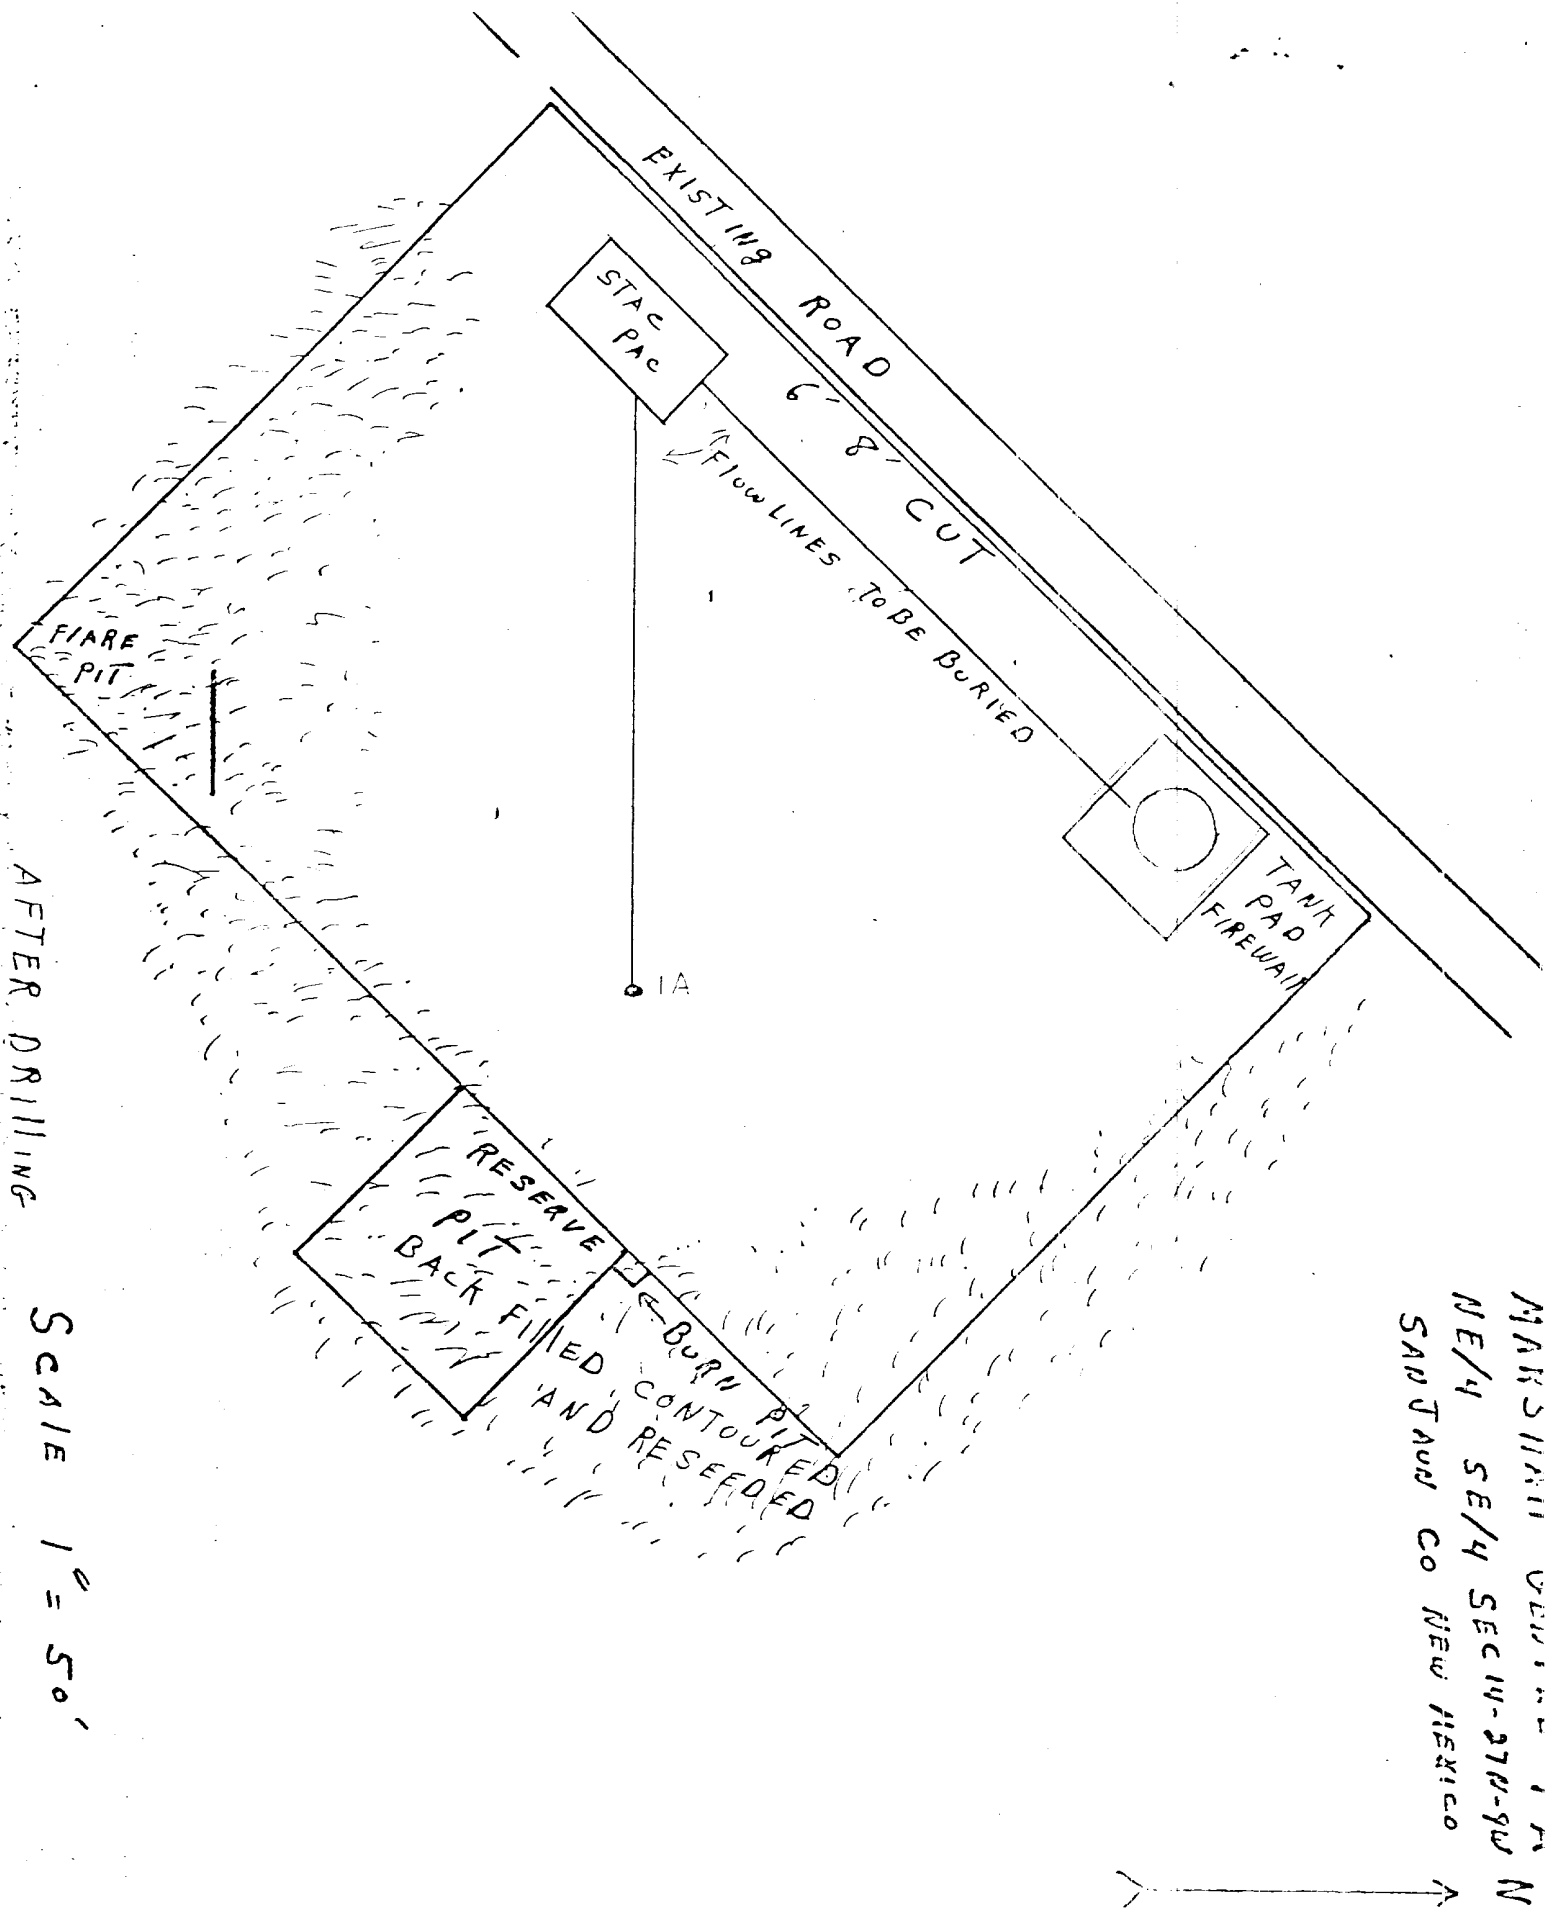 MARSHALL
NE/4 SE/4 SEC 14-27N-9W
SAN JAUN CO NEW MEXICO
N
EXISTING ROAD
6' 8' CUT
STAC
PAC
FlOW LINES TO BE BURIED
TANK
PAD
FIREWAll
1A
FlARE
PIT
RESERVE
PIT
BACK FIllED, CONTOURED
AND RESEEDED
BURN PIT
AFTER DRIllING
SCAlE 1" = 50'